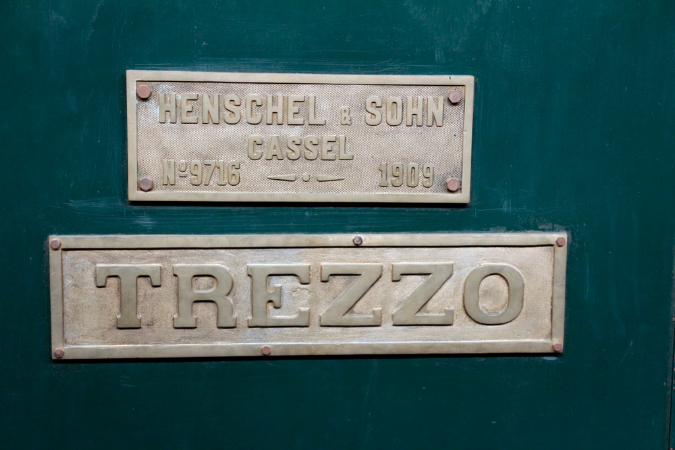 HENSCHEL & SOHN
CASSEL
Nº 9716 1909
TREZZO